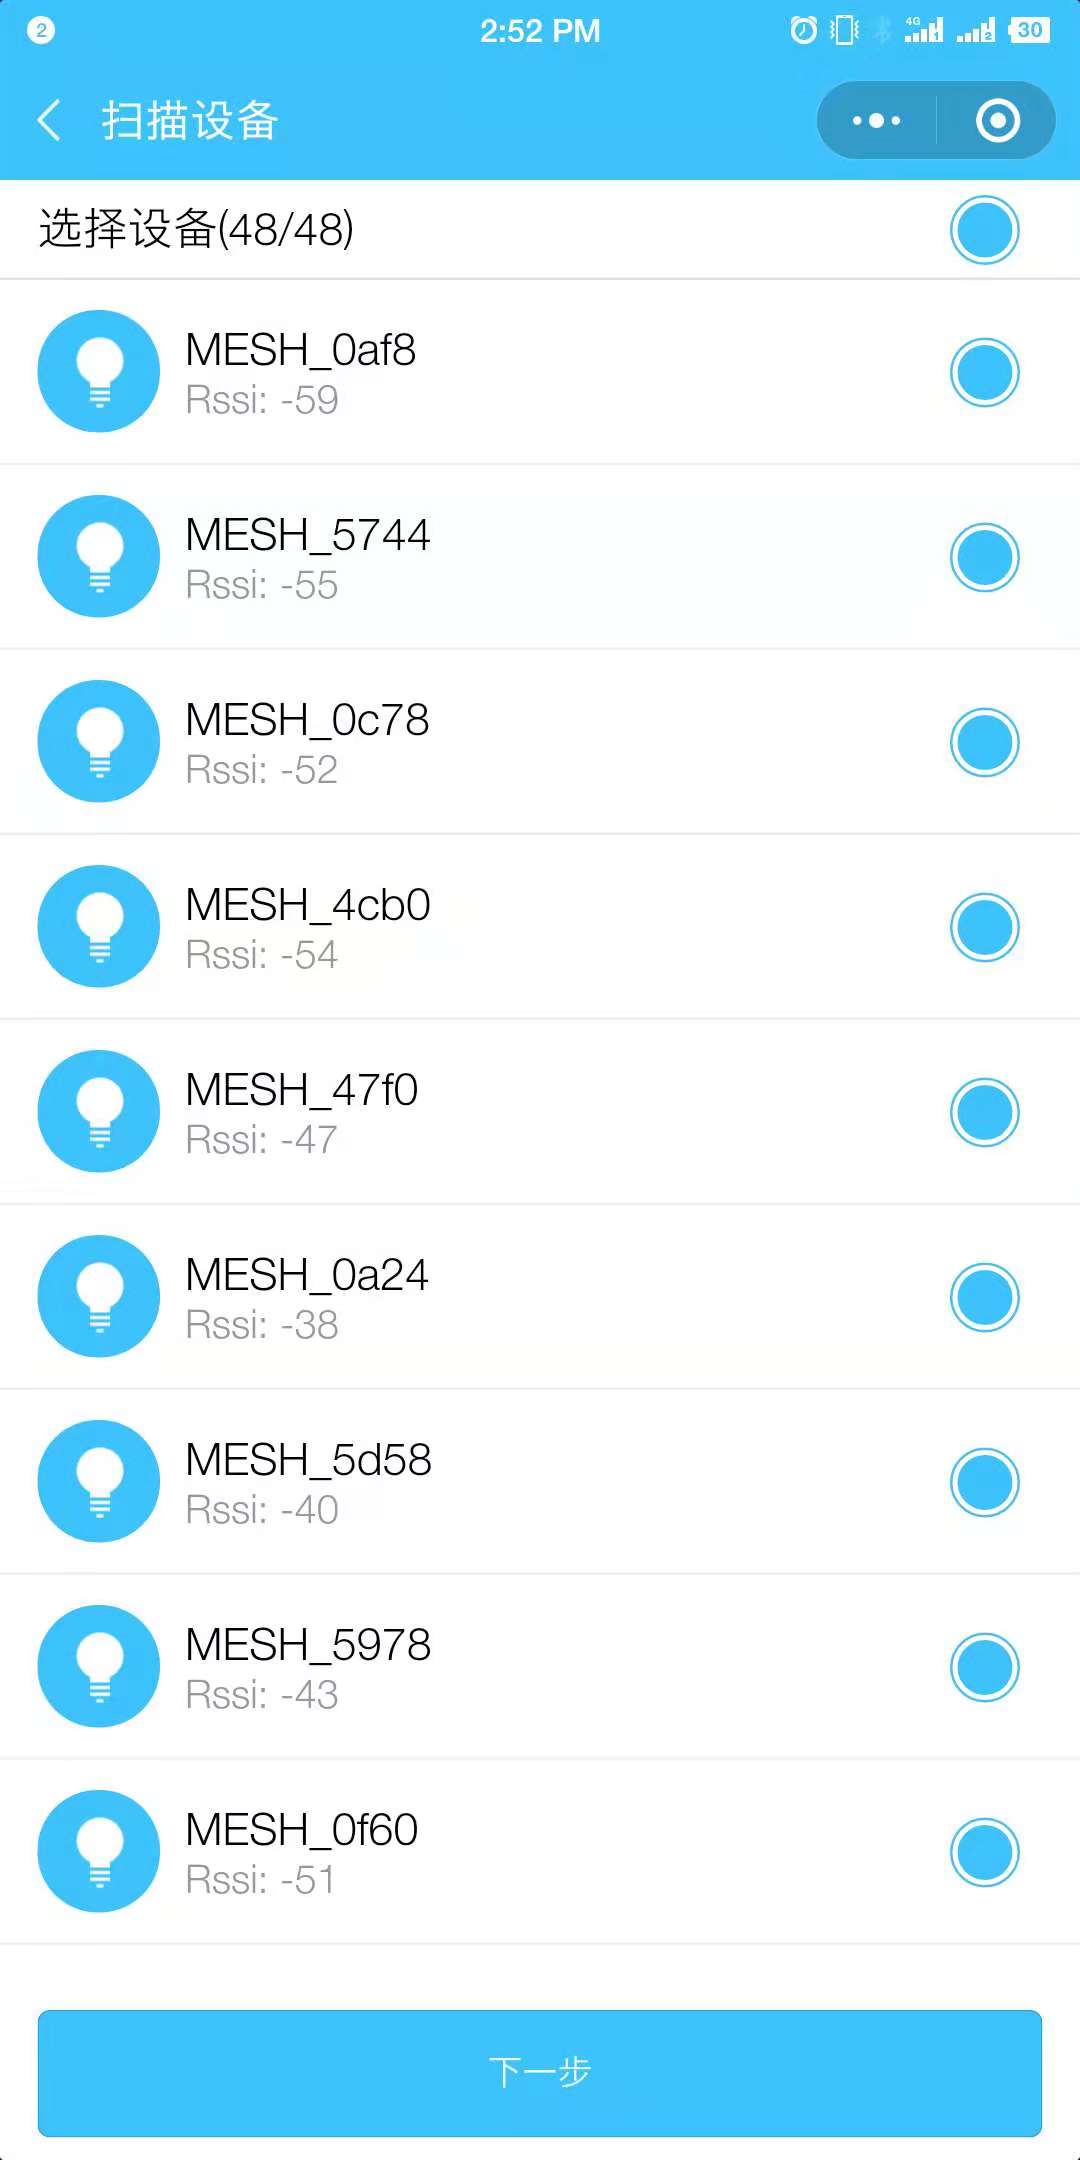 2
2:52 PM
4G
1
2
30
扫描设备
选择设备(48/48)
MESH_0af8
Rssi: -59
MESH_5744
Rssi: -55
MESH_0c78
Rssi: -52
MESH_4cb0
Rssi: -54
MESH_47f0
Rssi: -47
MESH_0a24
Rssi: -38
MESH_5d58
Rssi: -40
MESH_5978
Rssi: -43
MESH_0f60
Rssi: -51
下一步